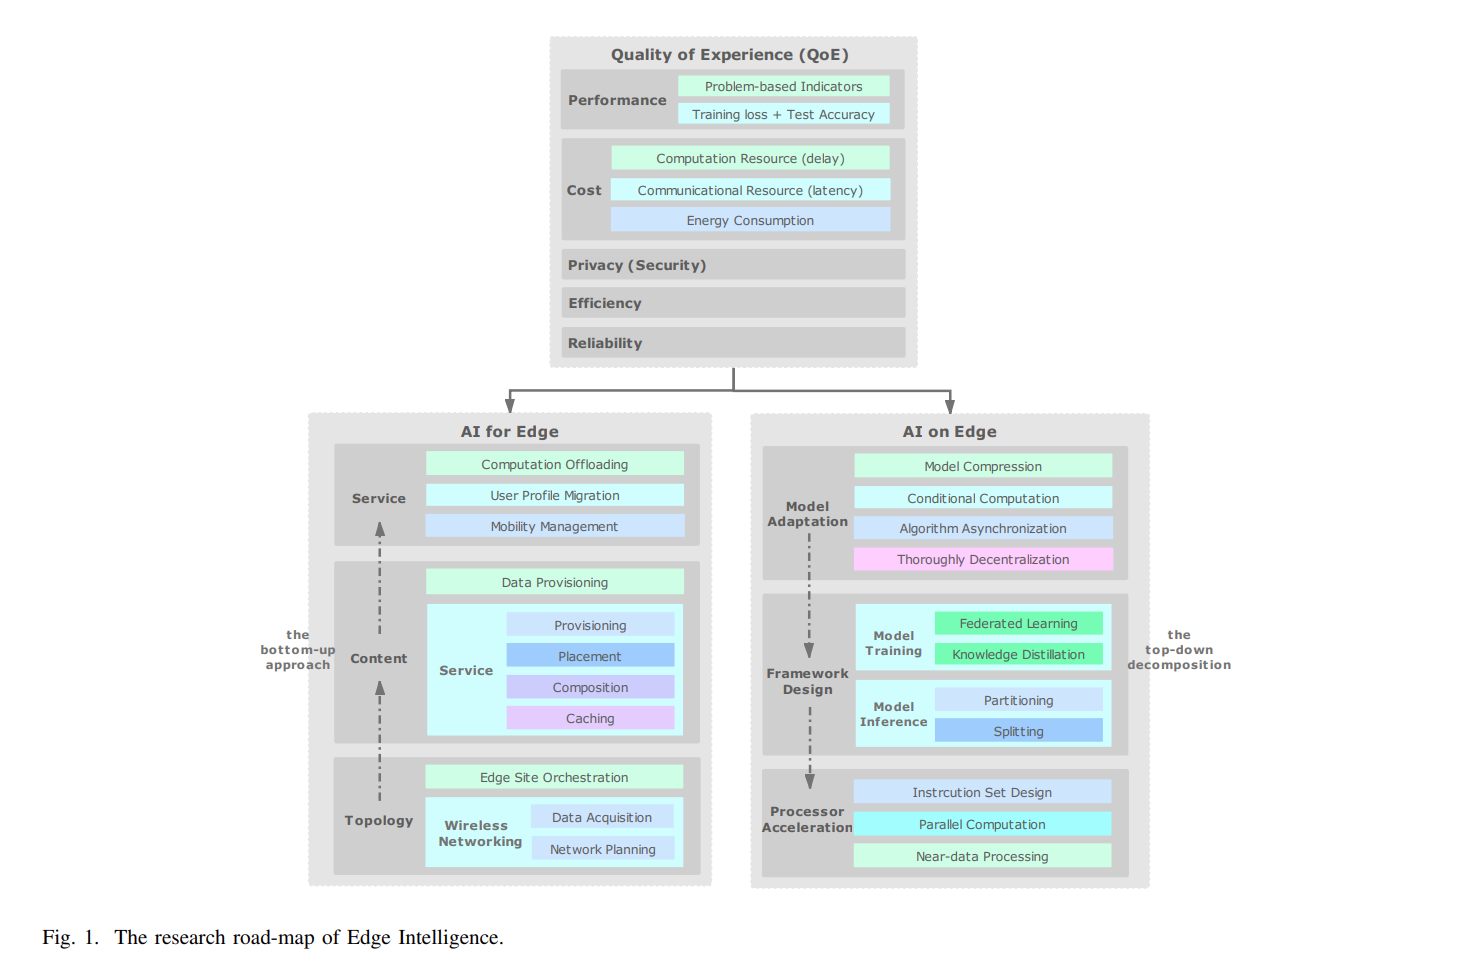 Quality of Experience (QoE)
Performance
Problem-based Indicators
Training loss + Test Accuracy
Cost
Computation Resource (delay)
Communicational Resource (latency)
Energy Consumption
Privacy (Security)
Efficiency
Reliability
AI for Edge
Service
Computation Offloading
User Profile Migration
Mobility Management
the
bottom-up
approach
Content
Data Provisioning
Service
Provisioning
Placement
Composition
Caching
Topology
Edge Site Orchestration
Wireless
Networking
Data Acquisition
Network Planning
AI on Edge
Model
Adaptation
Model Compression
Conditional Computation
Algorithm Asynchronization
Thoroughly Decentralization
Framework
Design
Model
Training
Federated Learning
Knowledge Distillation
Model
Inference
Partitioning
Splitting
the
top-down
decomposition
Processor
Acceleration
Instrcution Set Design
Parallel Computation
Near-data Processing
Fig. 1. The research road-map of Edge Intelligence.